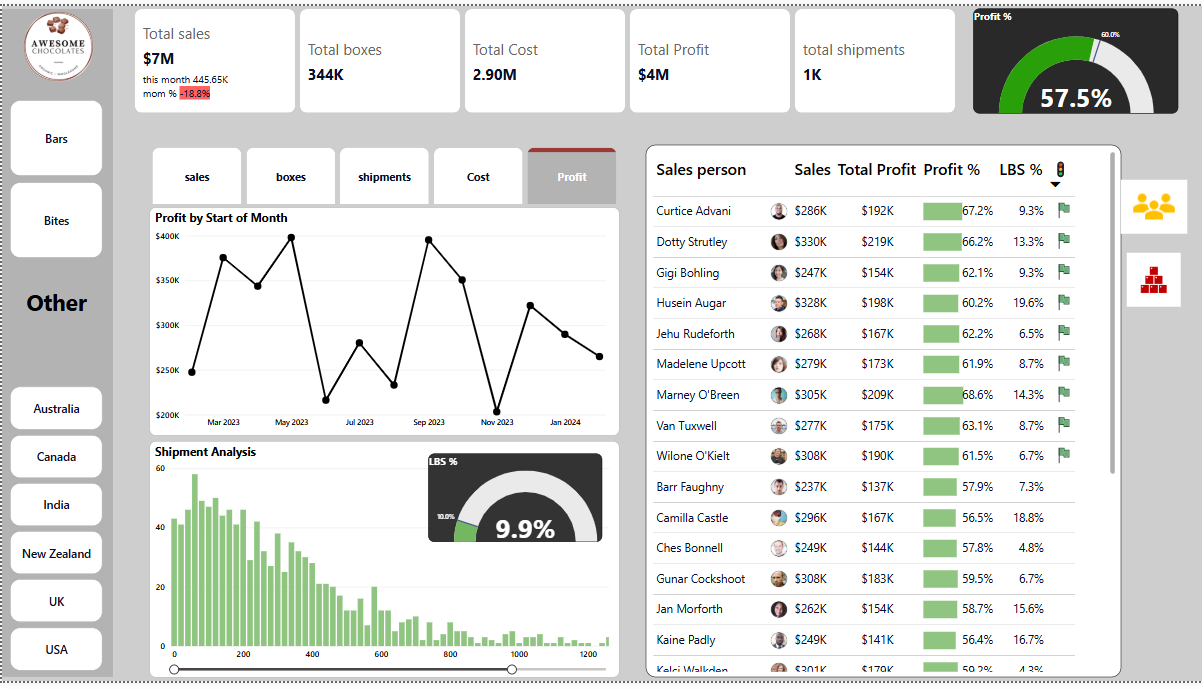 AWESOME
CHOCOLATES
Bars
Bites
Other
Australia
Canada
India
New Zealand
UK
USA
Total sales
$7M
this month 445.65K
mom % -18.8%
Total boxes
344K
Total Cost
2.90M
Total Profit
$4M
total shipments
1K
Profit %
60.0%
57.5%
sales
boxes
shipments
Cost
Profit
Profit by Start of Month
$400K
$350K
$300K
$250K
$200K
Mar 2023 May 2023 Jul 2023 Sep 2023 Nov 2023 Jan 2024
Shipment Analysis
60
40
20
0
0 200 400 600 800 1000 1200
LBS %
10.0%
9.9%
Sales person Sales Total Profit Profit % LBS %
Curtice Advani $286K $192K 67.2% 9.3%
Dotty Strutley $330K $219K 66.2% 13.3%
Gigi Bohling $247K $154K 62.1% 9.3%
Husein Augar $328K $198K 60.2% 19.6%
Jehu Rudeforth $268K $167K 62.2% 6.5%
Madelene Upcott $279K $173K 61.9% 8.7%
Marney O'Breen $305K $209K 68.6% 14.3%
Van Tuxwell $277K $175K 63.1% 8.7%
Wilone O'Kielt $308K $190K 61.5% 6.7%
Barr Faughny $237K $137K 57.9% 7.3%
Camilla Castle $296K $167K 56.5% 18.8%
Ches Bonnell $249K $144K 57.8% 4.8%
Gunar Cockshoot $308K $183K 59.5% 6.7%
Jan Morforth $262K $154K 58.7% 15.6%
Kaine Padly $249K $141K 56.4% 16.7%
Kelci Walkden $301K $179K 59.2% 4.3%